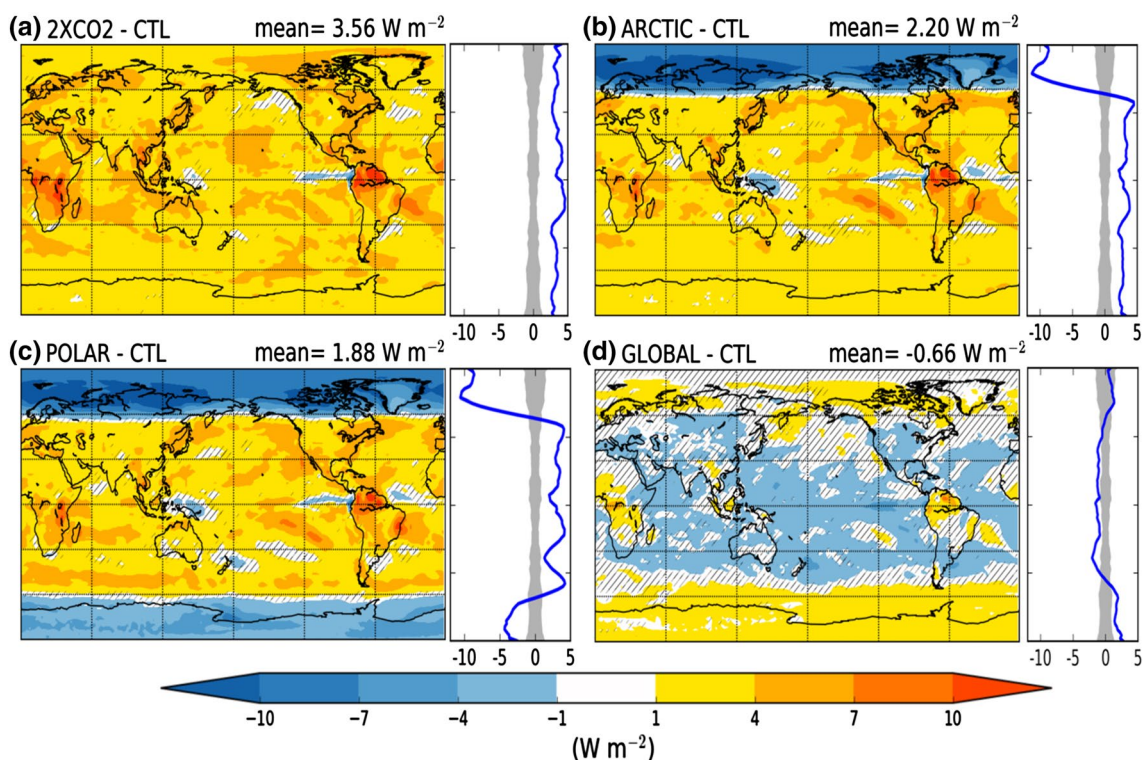 (a) 2XCO2 - CTL mean= 3.56 W m⁻²
(b) ARCTIC - CTL mean= 2.20 W m⁻²
-10 -5 0 5
-10 -5 0 5
(c) POLAR - CTL mean= 1.88 W m⁻²
(d) GLOBAL - CTL mean= -0.66 W m⁻²
-10 -5 0 5
-10 -5 0 5
−10 −7 −4 −1 1 4 7 10
(W m⁻²)